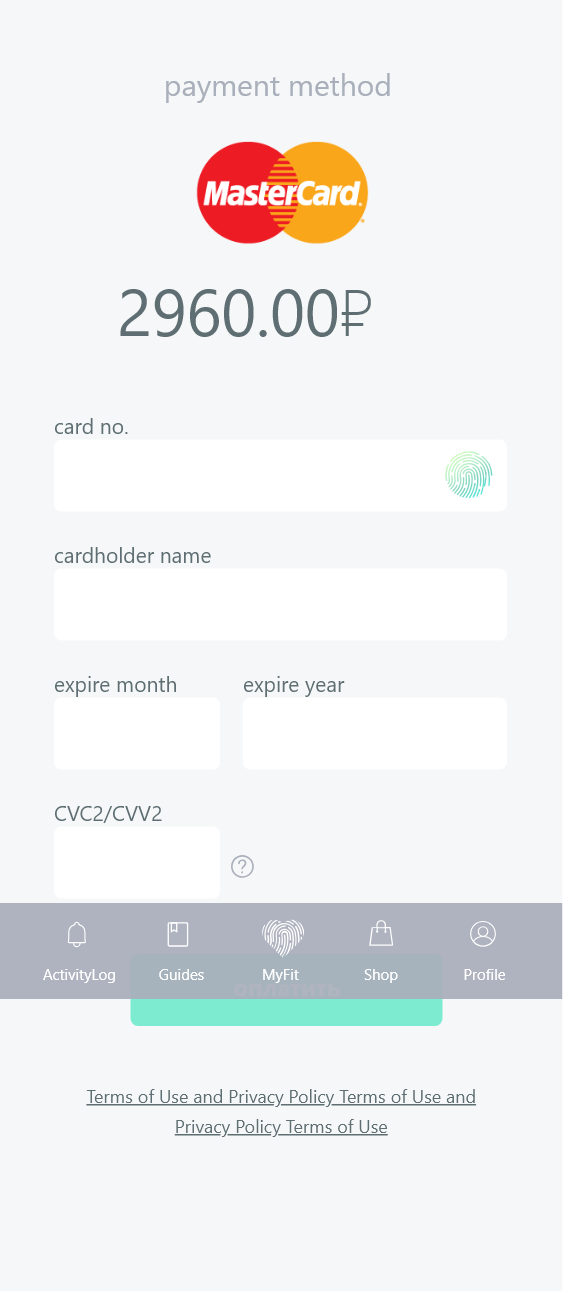 payment method
MasterCard
2960.00₽
card no.
cardholder name
expire month
expire year
CVC2/CVV2
?
ActivityLog
Guides
MyFit
Shop
Profile
оплатить
Terms of Use and Privacy Policy Terms of Use and
Privacy Policy Terms of Use